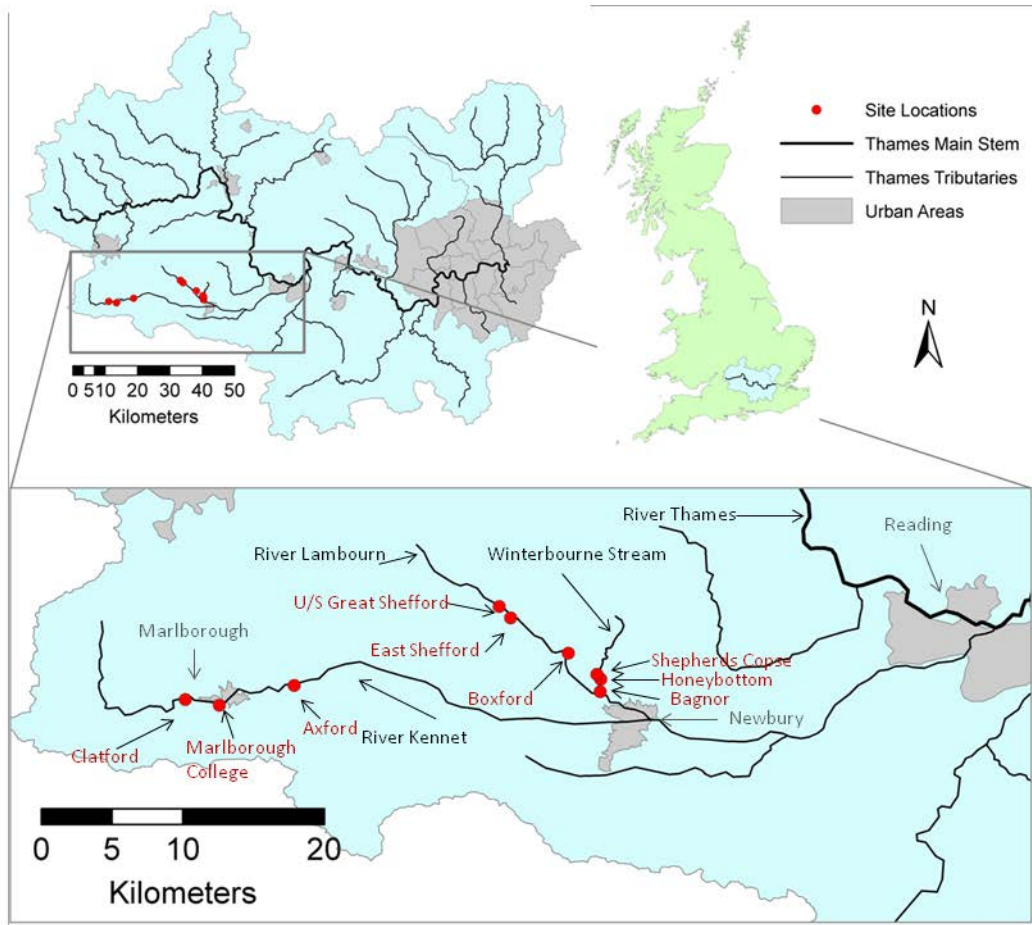 Site Locations
Thames Main Stem
Thames Tributaries
Urban Areas
N
0 5 10 20 30 40 50
Kilometers
River Thames
Reading
River Lambourn
Winterbourne Stream
U/S Great Shefford
Marlborough
East Shefford
Shepherds Copse
Honeybottom
Boxford
Bagnor
Newbury
Axford
River Kennet
Clatford
Marlborough
College
0 5 10 20
Kilometers